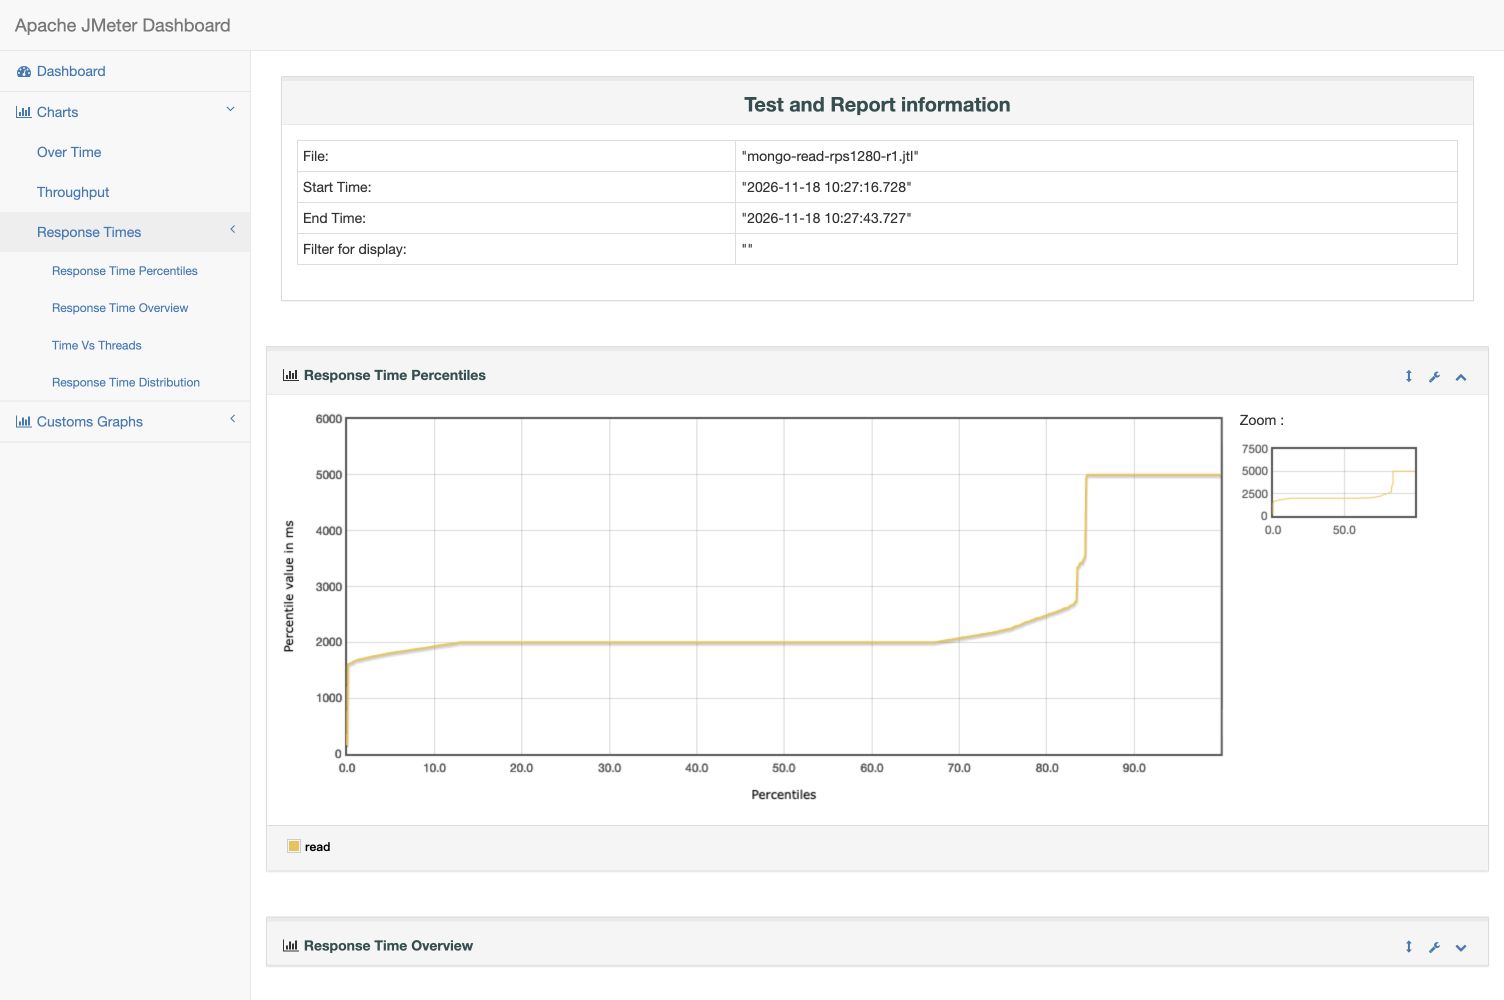 Apache JMeter Dashboard
Dashboard
Charts
Over Time
Throughput
Response Times
Response Time Percentiles
Response Time Overview
Time Vs Threads
Response Time Distribution
Customs Graphs
Test and Report information
File: "mongo-read-rps1280-r1.jtl"
Start Time: "2026-11-18 10:27:16.728"
End Time: "2026-11-18 10:27:43.727"
Filter for display: ""
Response Time Percentiles
6000
5000
4000
3000
2000
1000
0
Percentile value in ms
0.0 10.0 20.0 30.0 40.0 50.0 60.0 70.0 80.0 90.0
Percentiles
Zoom :
7500
5000
2500
0
0.0 50.0
read
Response Time Overview